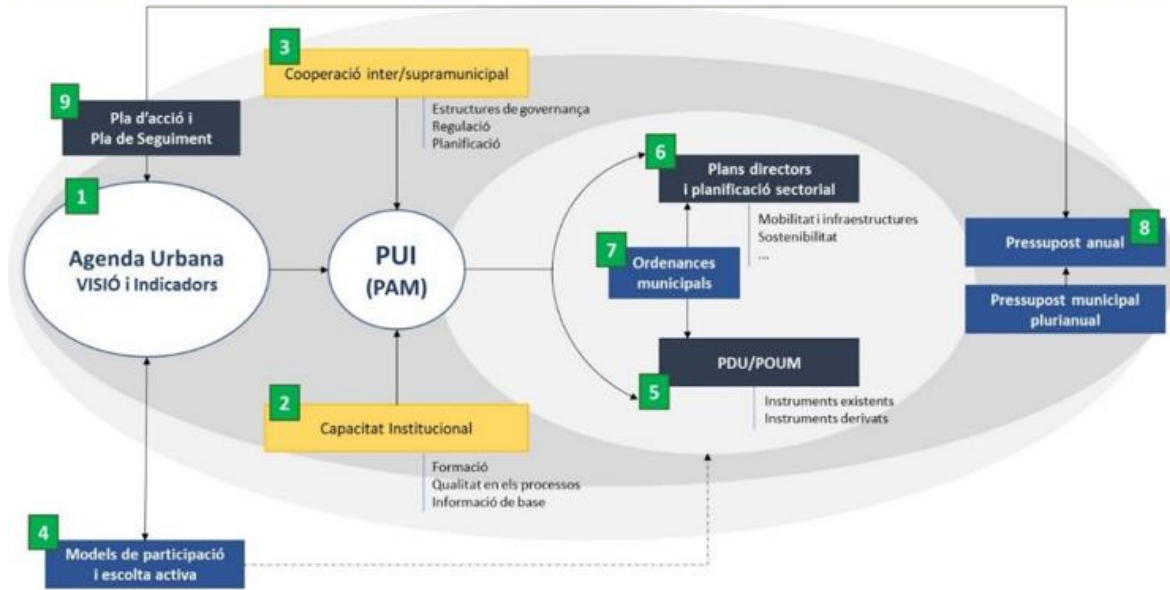 3
Cooperació inter/supramunicipal
Estructures de governança
Regulació
Planificació
9
Pla d'acció i
Pla de Seguiment
1
Agenda Urbana
VISIÓ i Indicadors
PUI
(PAM)
6
Plans directors
i planificació sectorial
Mobilitat i infraestructures
Sostenibilitat
...
7
Ordenances
municipals
8
Pressupost anual
Pressupost municipal
plurianual
PDU/POUM
5
Instruments existents
Instruments derivats
2
Capacitat Institucional
Formació
Qualitat en els processos
Informació de base
4
Models de participació
i escolta activa